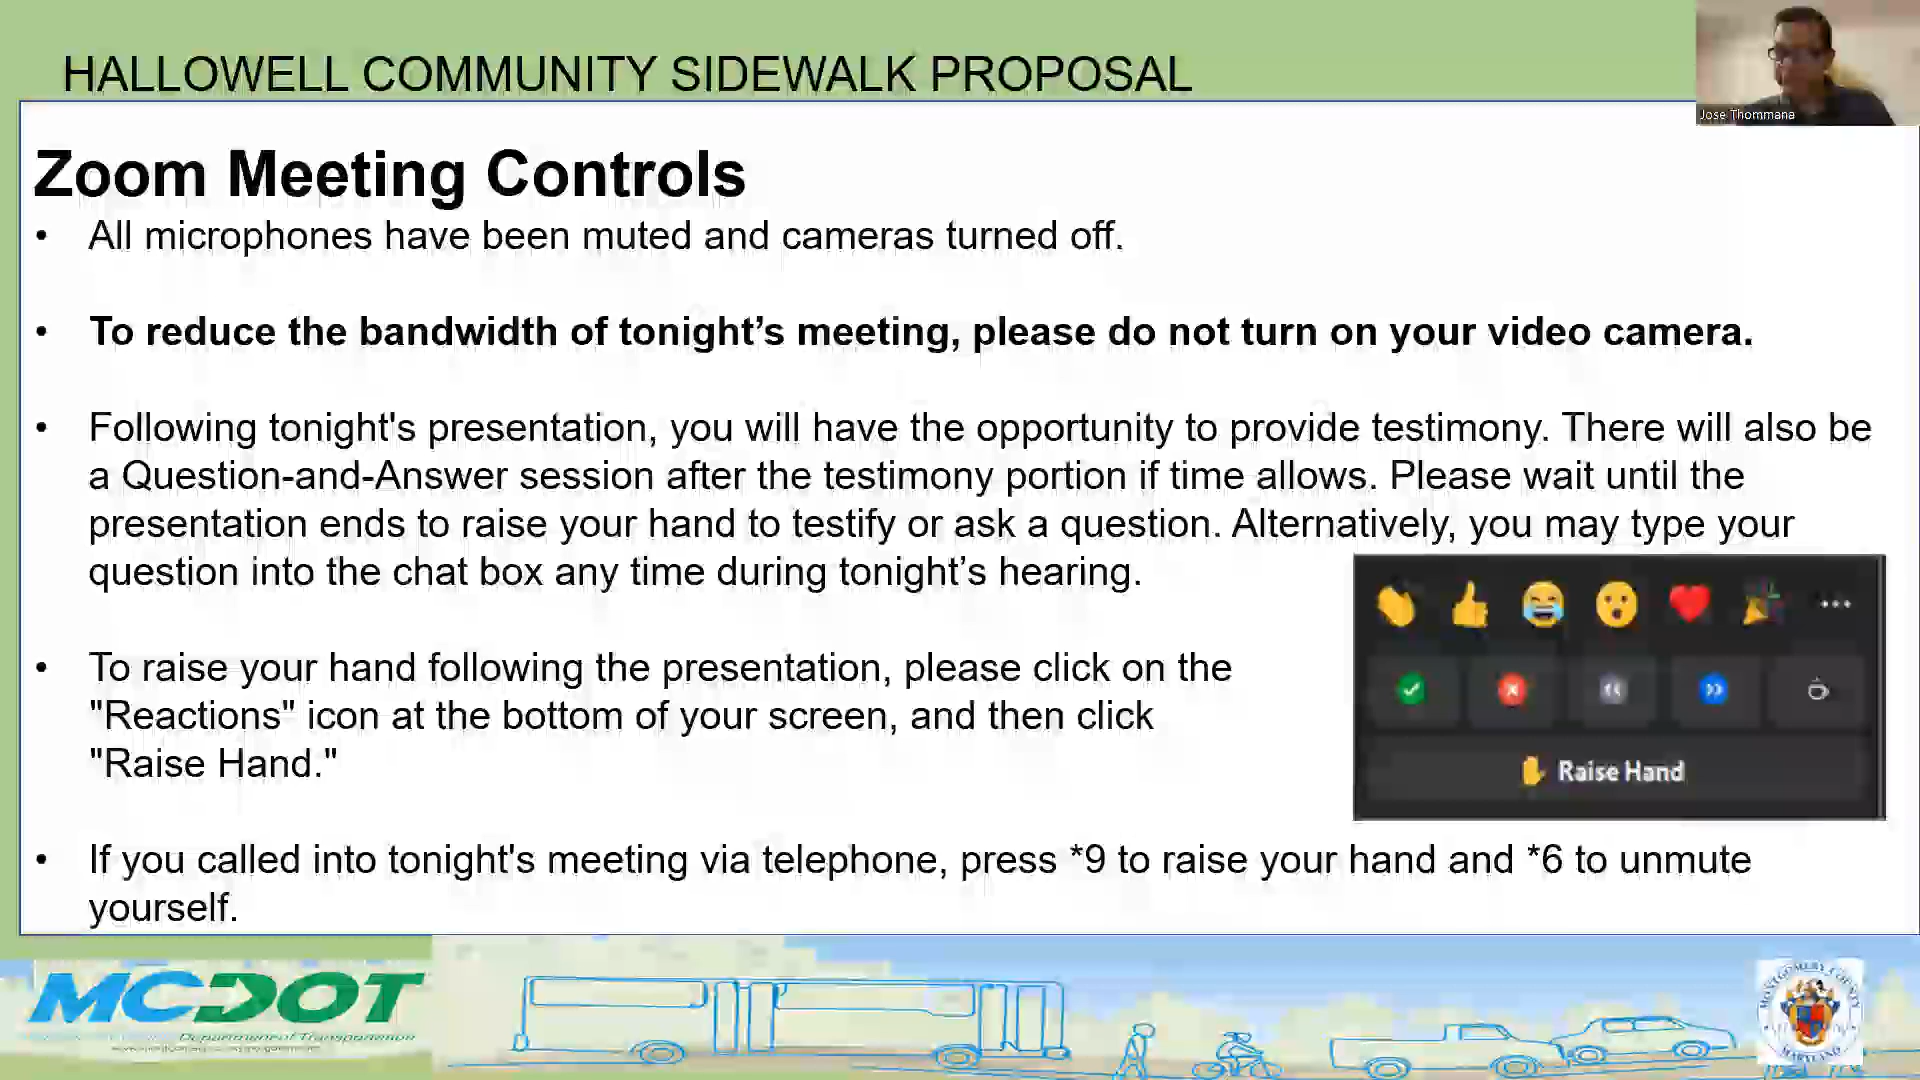 HALLOWELL COMMUNITY SIDEWALK PROPOSAL
Jose Thommana
Zoom Meeting Controls
• All microphones have been muted and cameras turned off.
• To reduce the bandwidth of tonight’s meeting, please do not turn on your video camera.
• Following tonight's presentation, you will have the opportunity to provide testimony. There will also be
a Question-and-Answer session after the testimony portion if time allows. Please wait until the
presentation ends to raise your hand to testify or ask a question. Alternatively, you may type your
question into the chat box any time during tonight’s hearing.
• To raise your hand following the presentation, please click on the
"Reactions" icon at the bottom of your screen, and then click
"Raise Hand."
Raise Hand
• If you called into tonight's meeting via telephone, press *9 to raise your hand and *6 to unmute
yourself.
MCDOT
Department of Transportation
MONTGOMERY COUNTY
MARYLAND